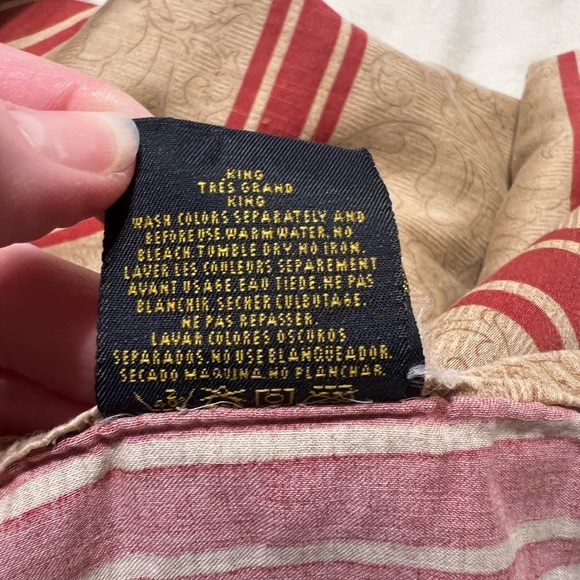 KING
TRÈS GRAND
KING
WASH COLORS SEPARATELY AND
BEFORE USE. WARM WATER. NO
BLEACH. TUMBLE DRY. NO IRON.
LAVER LES COULEURS SEPAREMENT
AVANT USAGE. EAU TIEDE. NE PAS
BLANCHIR. SECHER CULBUTAGE.
NE PAS REPASSER.
LAVAR COLORES OSCUROS
SEPARADOS. NO USE BLANQUEADOR.
SECADO MAQUINA. NO PLANCHAR.